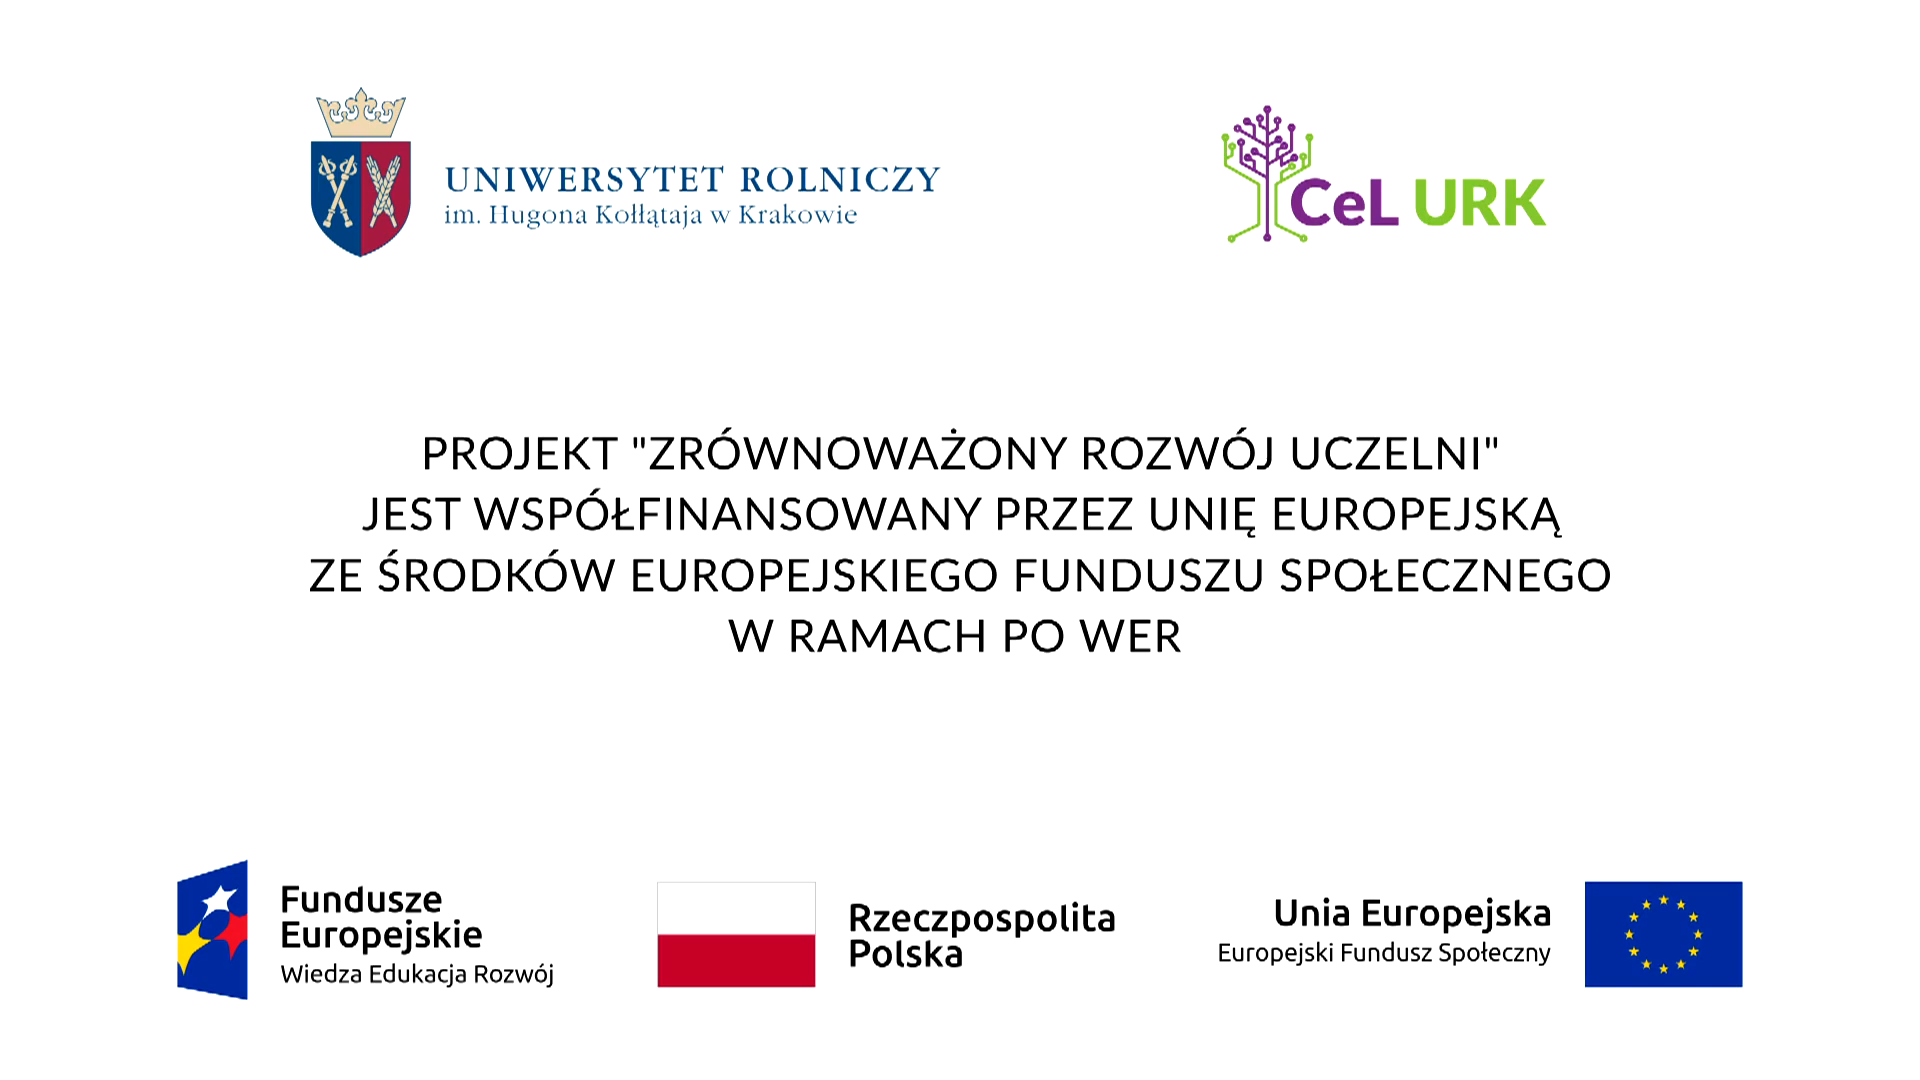 UNIWERSYTET ROLNICZY
im. Hugona Kołłątaja w Krakowie
CeL URK
PROJEKT "ZRÓWNOWAŻONY ROZWÓJ UCZELNI"
JEST WSPÓŁFINANSOWANY PRZEZ UNIĘ EUROPEJSKĄ
ZE ŚRODKÓW EUROPEJSKIEGO FUNDUSZU SPOŁECZNEGO
W RAMACH PO WER
Fundusze
Europejskie
Wiedza Edukacja Rozwój
Rzeczpospolita
Polska
Unia Europejska
Europejski Fundusz Społeczny